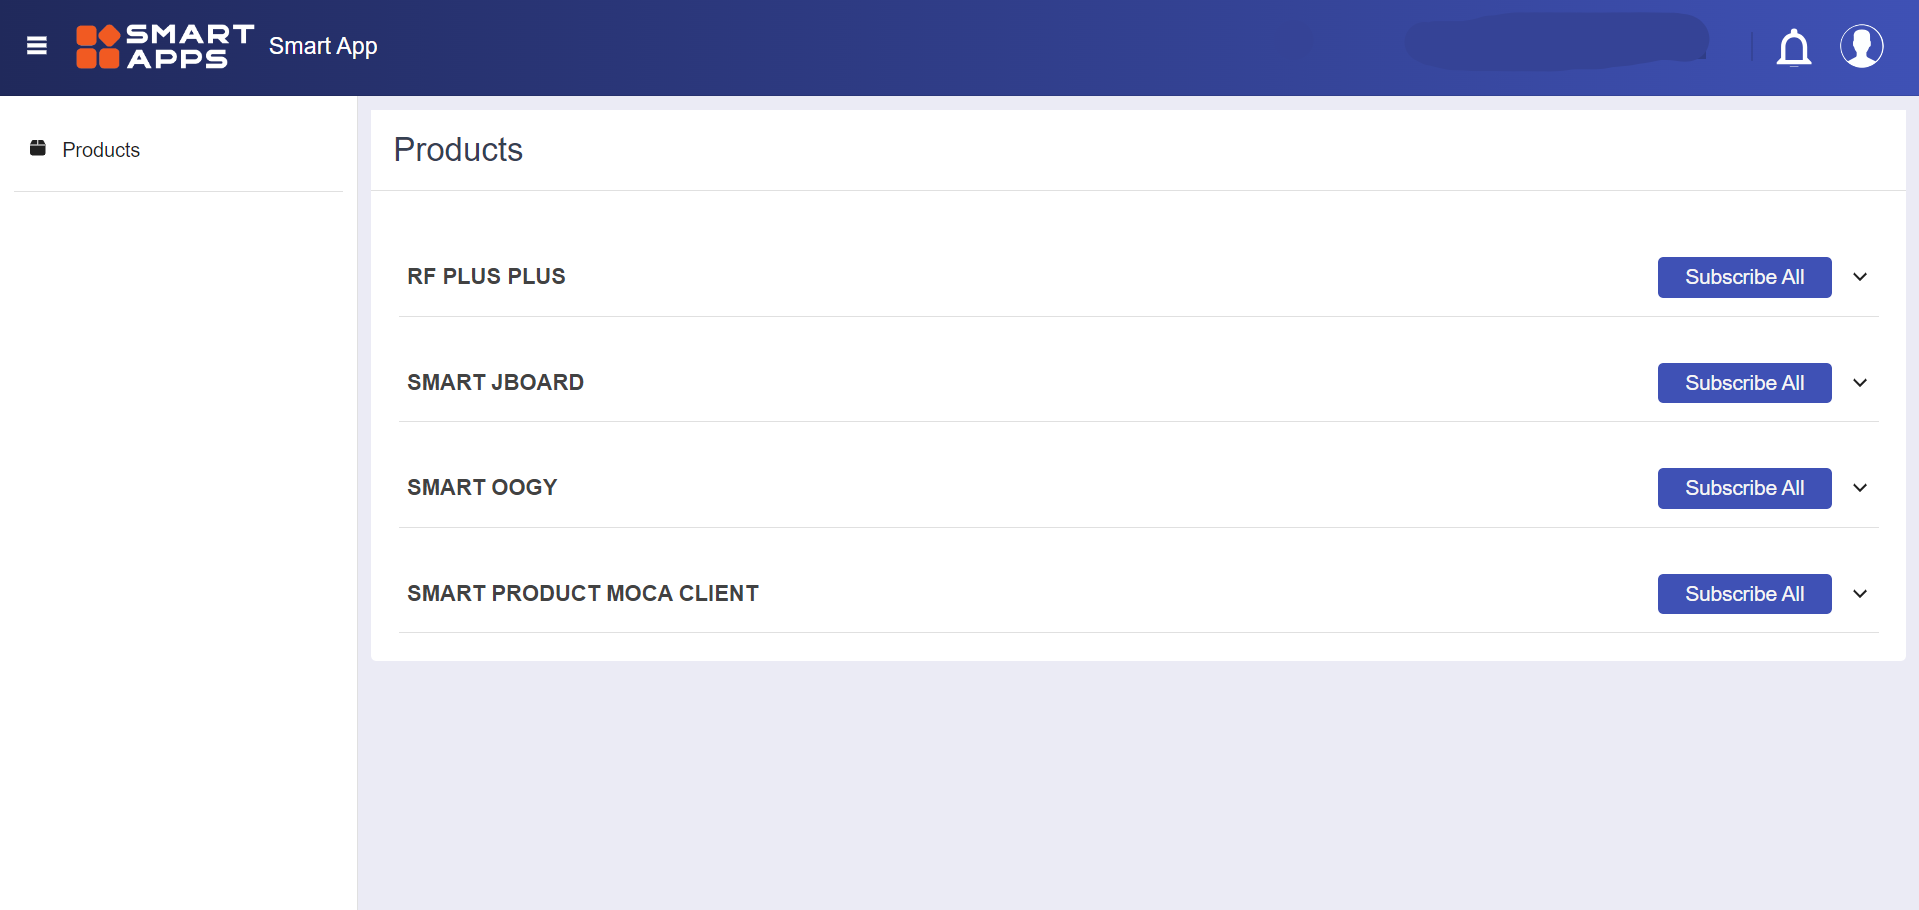 SMART
APPS
Smart App
Products
Products
RF PLUS PLUS
Subscribe All
SMART JBOARD
Subscribe All
SMART OOGY
Subscribe All
SMART PRODUCT MOCA CLIENT
Subscribe All